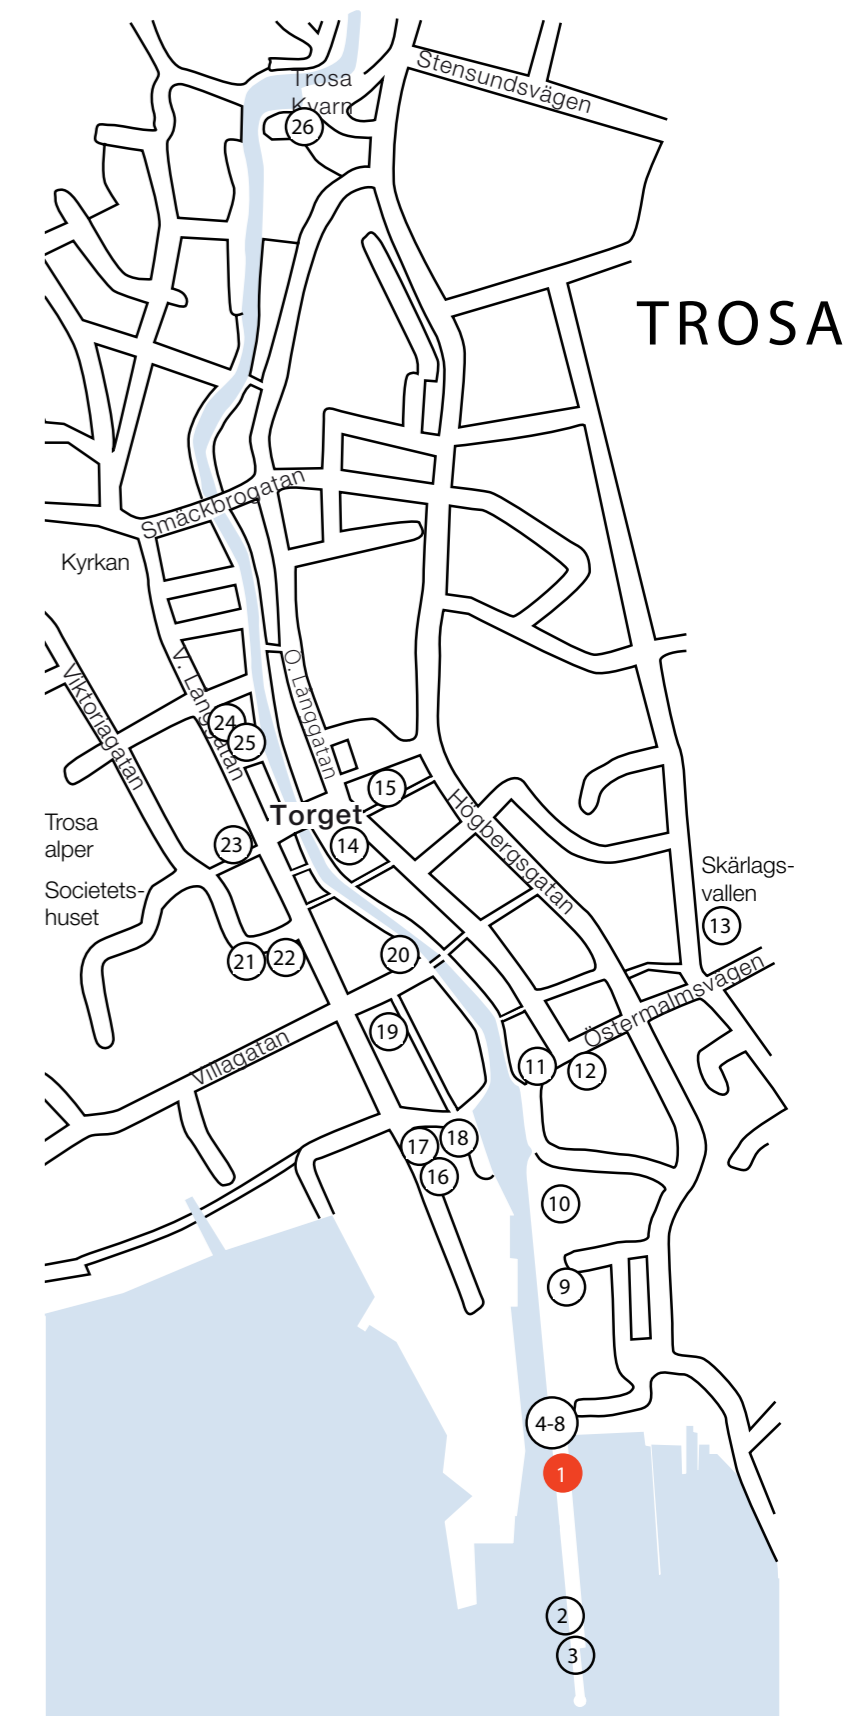 Stensundsvägen
Trosa
Kvarn
26
TROSA
Smäckbrogatan
Kyrkan
V. Långgatan
Ö. Långgatan
Viktoriagatan
24
25
15
Torget
Högbergsgatan
Trosa
alper
23
14
Societets-
huset
Skärlags-
vallen
13
21
22
20
Östermalmsvägen
19
Villagatan
11
12
17
18
16
10
9
4-8
1
2
3